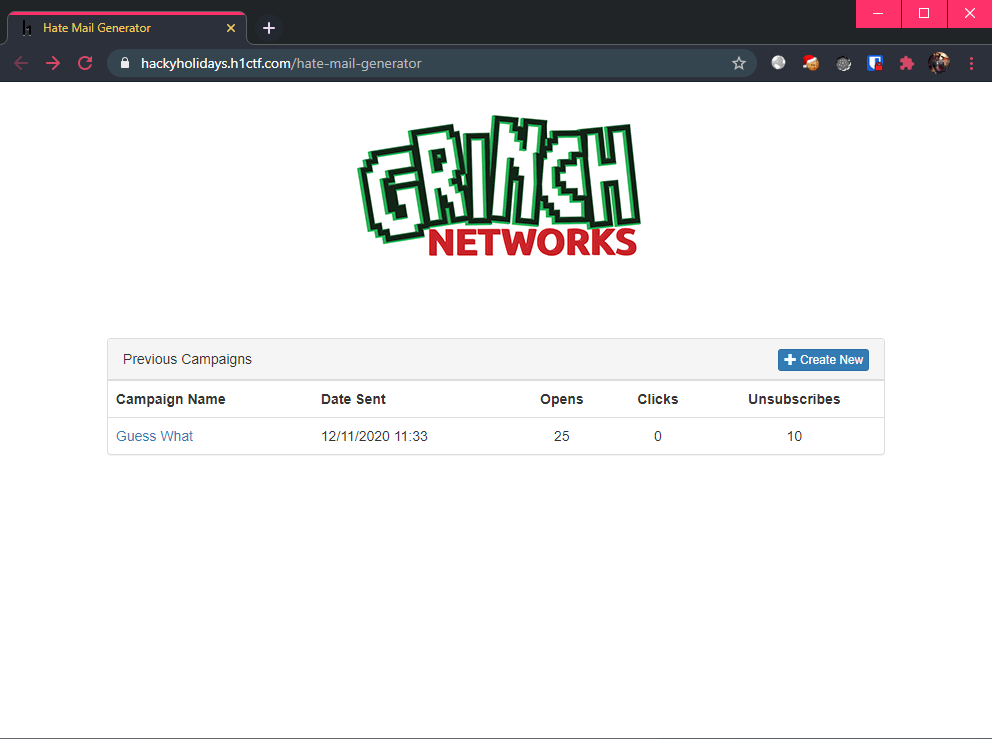 Hate Mail Generator
hackyholidays.h1ctf.com/hate-mail-generator
GRINCH
NETWORKS
Previous Campaigns
Create New
Campaign Name Date Sent Opens Clicks Unsubscribes
Guess What 12/11/2020 11:33 25 0 10